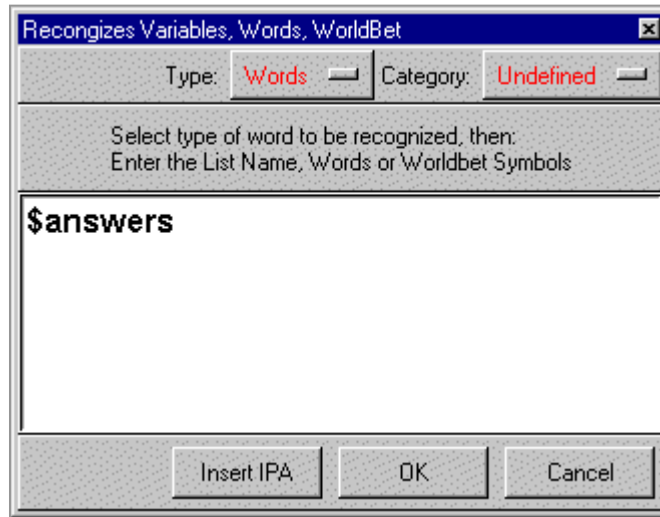 Recongizes Variables, Words, WorldBet
Type: Words Category: Undefined
Select type of word to be recognized, then:
Enter the List Name, Words or Worldbet Symbols
$answers
Insert IPA OK Cancel